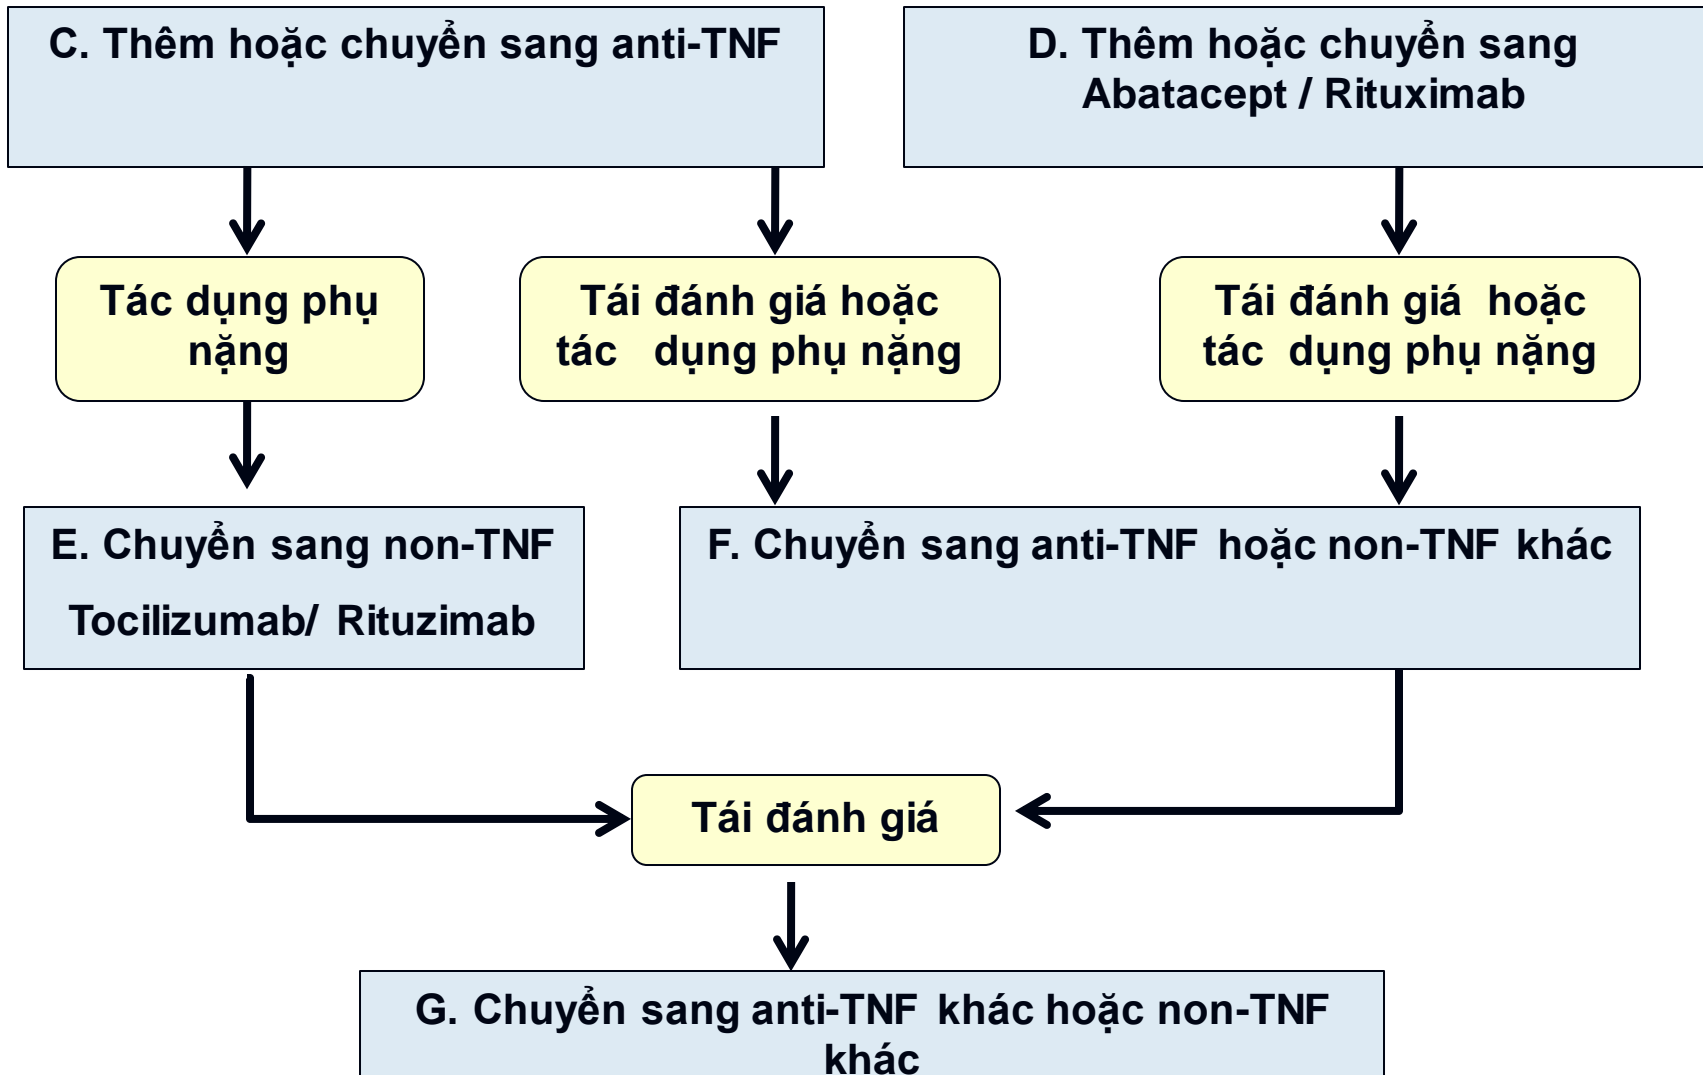 C. Thêm hoặc chuyển sang anti-TNF
D. Thêm hoặc chuyển sang
Abatacept / Rituximab
Tác dụng phụ
nặng
Tái đánh giá hoặc
tác dụng phụ nặng
Tái đánh giá hoặc
tác dụng phụ nặng
E. Chuyển sang non-TNF
Tocilizumab/ Rituzimab
F. Chuyển sang anti-TNF hoặc non-TNF khác
Tái đánh giá
G. Chuyển sang anti-TNF khác hoặc non-TNF
khác